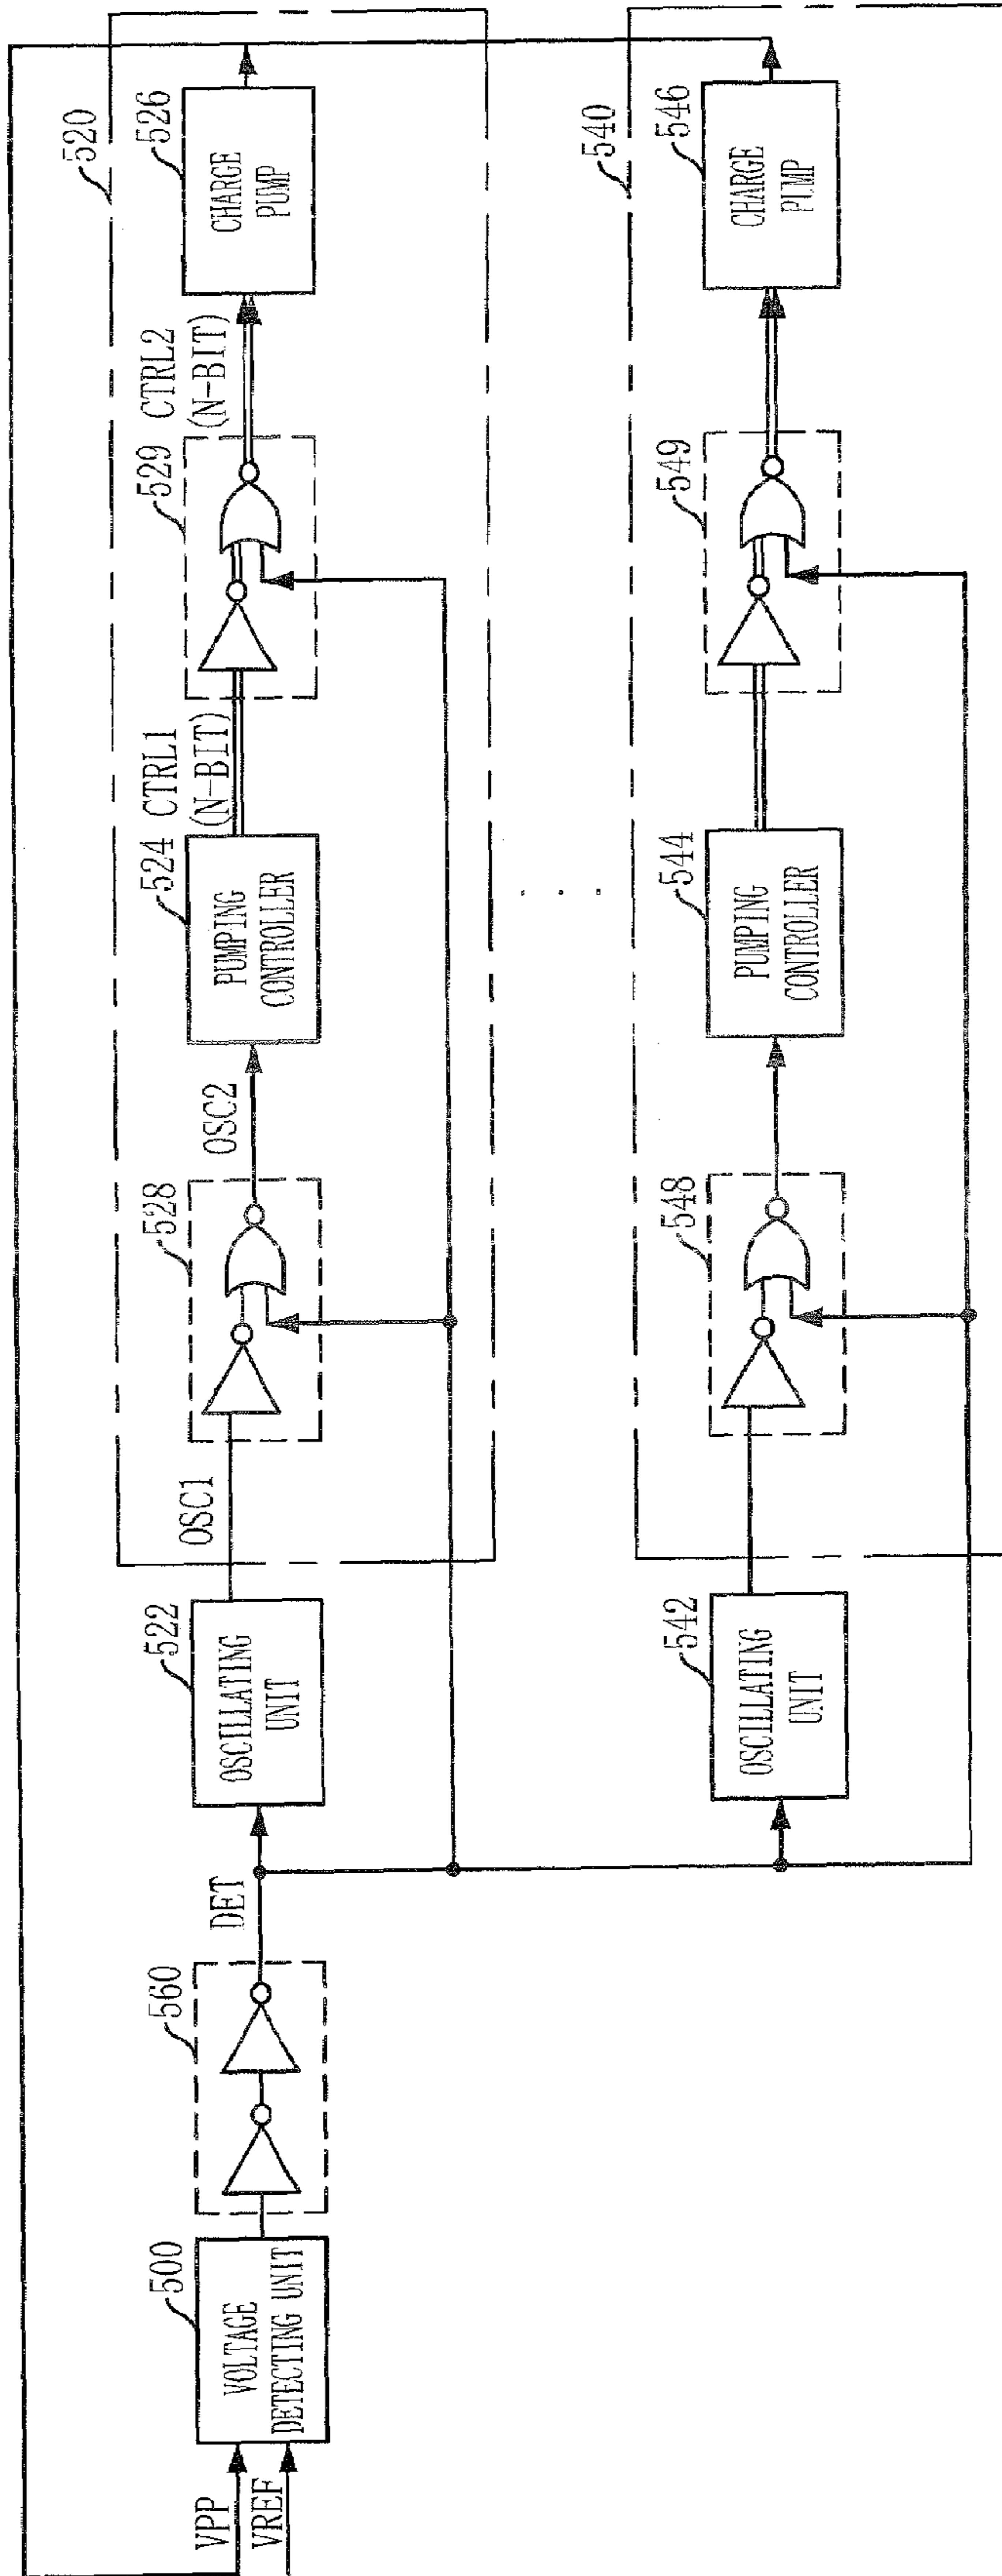 VPP
VREF
500
VOLTAGE
DETECTING UNIT
560
DET
522
OSCILLATING
UNIT
520
OSC1
528
OSC2
524
PUMPING
CONTROLLER
CTRL1
(N-BIT)
529
CTRL2
(N-BIT)
526
CHARGE
PUMP
. . .
542
OSCILLATING
UNIT
540
548
544
PUMPING
CONTROLLER
549
546
CHARGE
PUMP